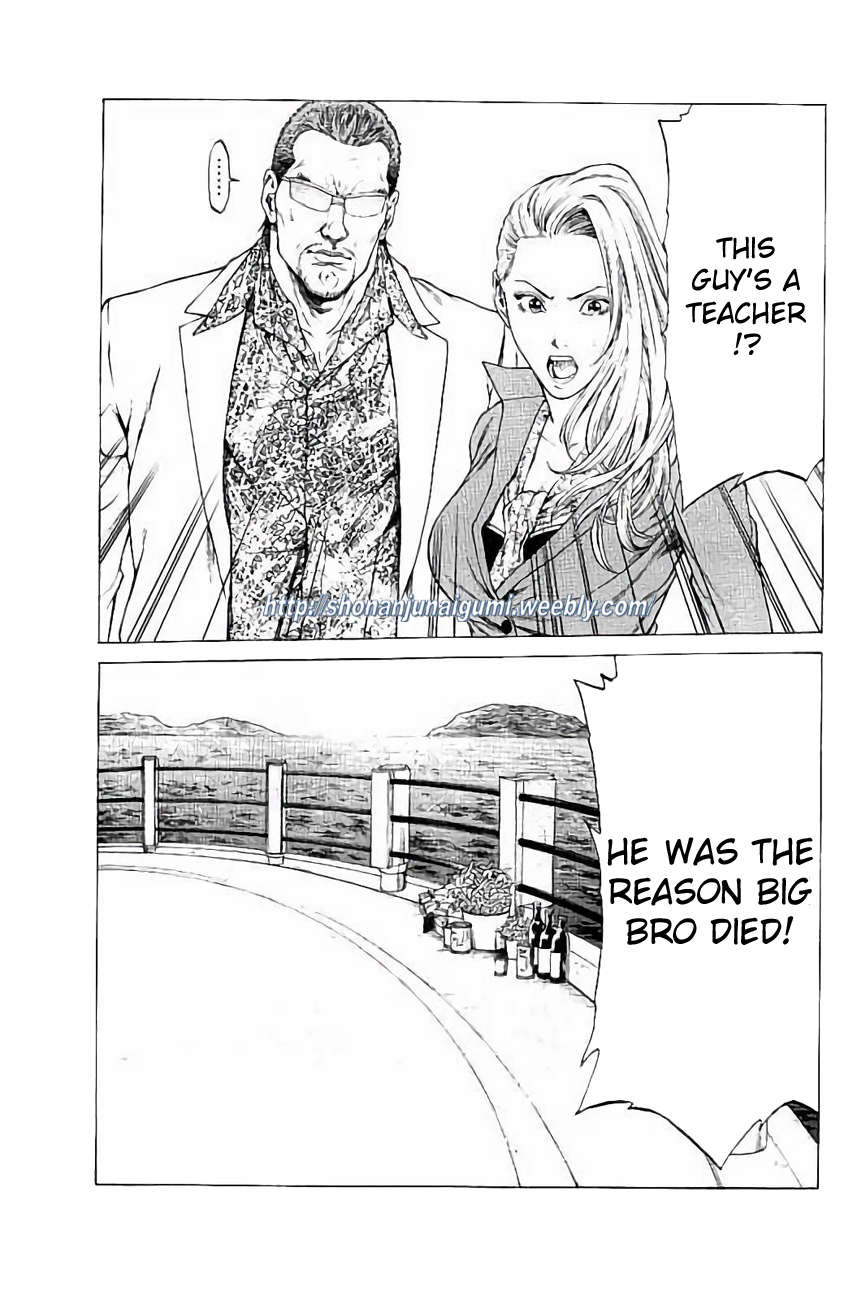 THIS
GUY'S A
TEACHER
!?
......
http://shonanjunaigumi.weebly.com/
HE WAS THE
REASON BIG
BRO DIED!